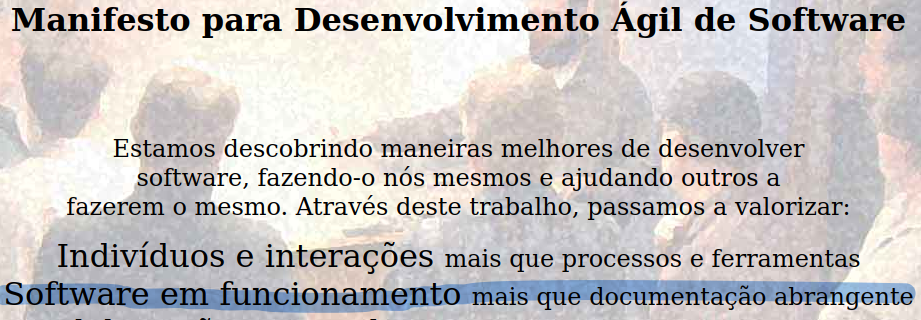 Manifesto para Desenvolvimento Ágil de Software
Estamos descobrindo maneiras melhores de desenvolver
software, fazendo-o nós mesmos e ajudando outros a
fazerem o mesmo. Através deste trabalho, passamos a valorizar:
Indivíduos e interações mais que processos e ferramentas
Software em funcionamento mais que documentação abrangente